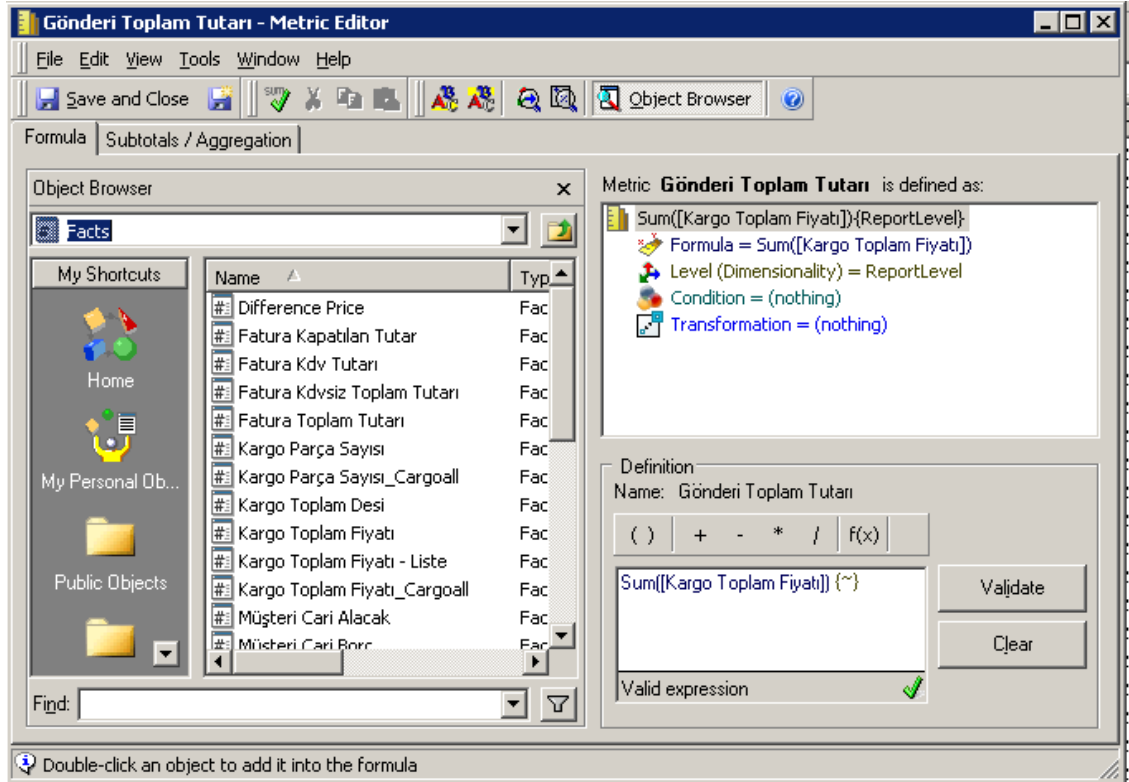 Gönderi Toplam Tutarı - Metric Editor
File Edit View Tools Window Help
Save and Close
Object Browser
Formula
Subtotals / Aggregation
Object Browser
Facts
My Shortcuts
Home
My Personal Ob...
Public Objects
Name Typ
Difference Price Fac
Fatura Kapatılan Tutar Fac
Fatura Kdv Tutarı Fac
Fatura Kdvsiz Toplam Tutarı Fac
Fatura Toplam Tutarı Fac
Kargo Parça Sayısı Fac
Kargo Parça Sayısı_Cargoall Fac
Kargo Toplam Desi Fac
Kargo Toplam Fiyatı Fac
Kargo Toplam Fiyatı - Liste Fac
Kargo Toplam Fiyatı_Cargoall Fac
Müşteri Cari Alacak Fac
Müşteri Cari Borç Fac
Find:
Metric Gönderi Toplam Tutarı is defined as:
Sum([Kargo Toplam Fiyatı]){ReportLevel}
Formula = Sum([Kargo Toplam Fiyatı])
Level (Dimensionality) = ReportLevel
Condition = (nothing)
Transformation = (nothing)
Definition
Name: Gönderi Toplam Tutarı
( ) + - * / f(x)
Sum([Kargo Toplam Fiyatı]) {~}
Validate
Clear
Valid expression
Double-click an object to add it into the formula